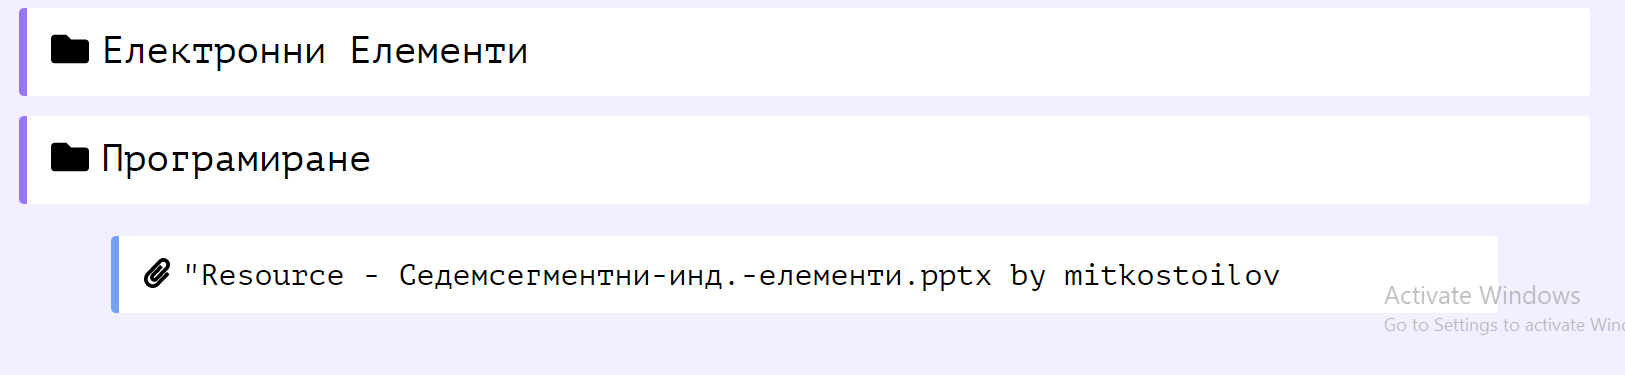 Електронни Елементи
Програмиране
"Resource - Седемсегментни-инд.-елементи.pptx by mitkostoilov
Activate Windows
Go to Settings to activate